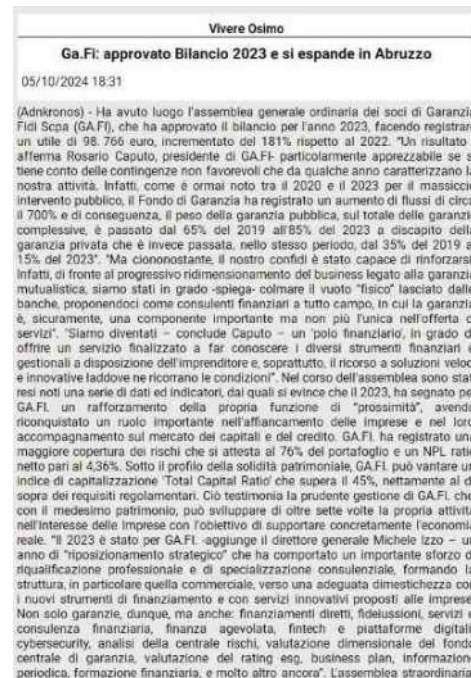 Vivere Osimo
Ga.Fi: approvato Bilancio 2023 e si espande in Abruzzo
05/10/2024 18:31
(Adnkronos) - Ha avuto luogo l'assemblea generale ordinaria dei soci di Garanzia
Fidi Scpa (GA.FI), che ha approvato il bilancio per l'anno 2023, facendo registrar
un utile di 98. 766 euro, incremento del 181% rispetto al 2022. "Un risultato -
afferma Rosario Caputo, presidente di GA.FI- particolarmente apprezzabile se s
tiene conto delle contingenze non favorevoli che da qualche anno caratterizzano la
nostra attività. Infatti, come è ormai noto tra il 2020 e il 2023 per il massiccio
intervento pubblico, il Fondo di Garanzia ha registrato un aumento di flussi di circa
il 700% e di conseguenza, il peso della garanzia pubblica, sul totale delle garanzie
complessive, è passato dal 65% del 2019 all'85% del 2023 a discapito della
garanzia privata che è invece passata, nello stesso periodo, dal 35% del 2019 a
15% del 2023". "Ma ciononostante, il nostro confidi è stato capace di rinforzarsi.
Infatti, di fronte al progressivo ridimensionamento del business legato alla garanzia
mutualistica, siamo stati in grado -spiega- colmare il vuoto "fisico" lasciato dalle
banche, proponendoci come consulenti finanziari a tutto campo, in cui la garanzia
è, sicuramente, una componente importante ma non più l'unica nell'offerta d
servizi". "Siamo diventati – conclude Caputo – un 'polo finanziario', in grado di
offrire un servizio finalizzato a far conoscere i diversi strumenti finanziari e
gestionali a disposizione dell'imprenditore e, soprattutto, il ricorso a soluzioni veloc
e innovative laddove ne ricorrano le condizioni". Nel corso dell'assemblea sono stat
resi noti una serie di dati ed indicatori, dai quali si evince che il 2023, ha segnato pe
GA.FI. un rafforzamento della propria funzione di "prossimità", avend
riconquistato un ruolo importante nell'affiancamento delle imprese e nel loro
accompagnamento sul mercato dei capitali e del credito. GA.FI. ha registrato un
maggiore copertura dei rischi che si attesta al 76% del portafoglio e un NPL ratio
netto pari al 4,36%. Sotto il profilo della solidità patrimoniale, GA.FI. può vantare un
indice di capitalizzazione 'Total Capital Ratio' che supera il 45%, nettamente al d
sopra dei requisiti regolamentari. Ciò testimonia la prudente gestione di GA.FI. che
con il medesimo patrimonio, può sviluppare di oltre sette volte la propria attività
nell'interesse delle Imprese con l'obiettivo di supportare concretamente l'economia
reale. "Il 2023 è stato per GA.FI. -aggiunge il direttore generale Michele Izzo – un
anno di "riposizionamento strategico" che ha comportato un importante sforzo d
riqualificazione professionale e di specializzazione consulenziale, formando la
struttura, in particolare quella commerciale, verso una adeguata dimestichezza con
i nuovi strumenti di finanziamento e con servizi innovativi proposti alle imprese
Non solo garanzie, dunque, ma anche: finanziamenti diretti, fideiussioni, servizi e
consulenza finanziaria, finanza agevolata, fintech e piattaforme digitali,
cybersecurity, analisi della centrale rischi, valutazione dimensionale del fondo
centrale di garanzia, valutazione del rating esg, business plan, informazione
periodica, formazione finanziaria, e molto altro ancora". L'assemblea straordinaria